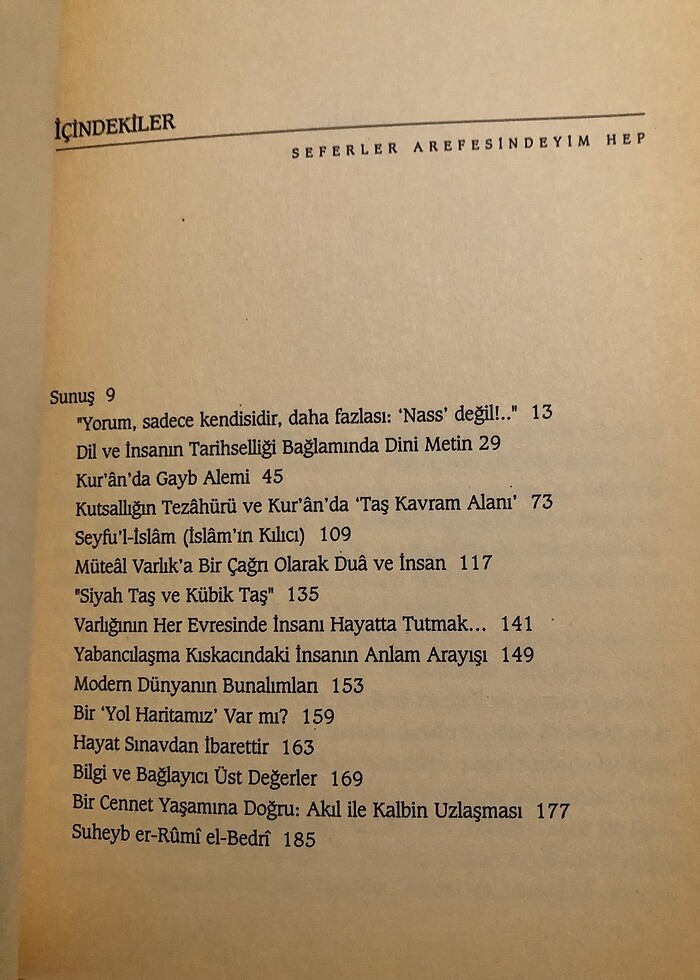 İÇİNDEKİLER
SEFERLER AREFESİNDEYİM HEP
Sunuş 9
"Yorum, sadece kendisidir, daha fazlası: ‘Nass’ değil!.." 13
Dil ve İnsanın Tarihselliği Bağlamında Dini Metin 29
Kur’ân’da Gayb Alemi 45
Kutsallığın Tezâhürü ve Kur’ân’da ‘Taş Kavram Alanı’ 73
Seyfu’l-İslâm (İslâm’ın Kılıcı) 109
Müteâl Varlık’a Bir Çağrı Olarak Duâ ve İnsan 117
"Siyah Taş ve Kübik Taş" 135
Varlığının Her Evresinde İnsanı Hayatta Tutmak... 141
Yabancılaşma Kıskacındaki İnsanın Anlam Arayışı 149
Modern Dünyanın Bunalımları 153
Bir ‘Yol Haritamız’ Var mı? 159
Hayat Sınavdan İbarettir 163
Bilgi ve Bağlayıcı Üst Değerler 169
Bir Cennet Yaşamına Doğru: Akıl ile Kalbin Uzlaşması 177
Suheyb er-Rûmî el-Bedrî 185